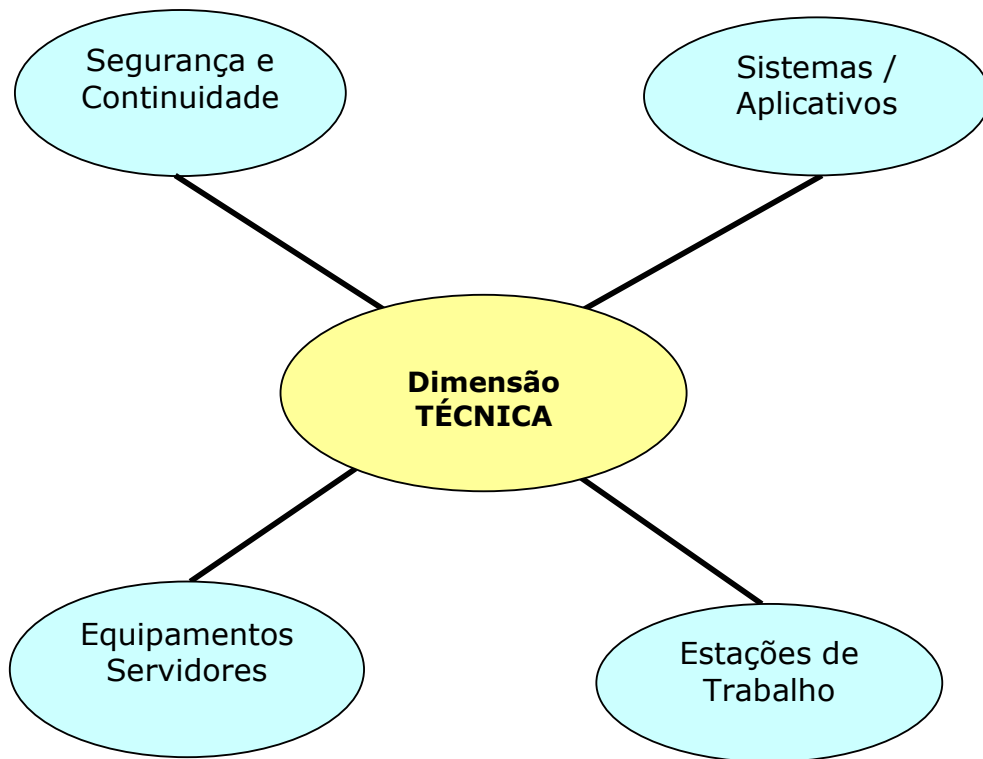 Segurança e
Continuidade
Sistemas /
Aplicativos
Dimensão
TÉCNICA
Equipamentos
Servidores
Estações de
Trabalho